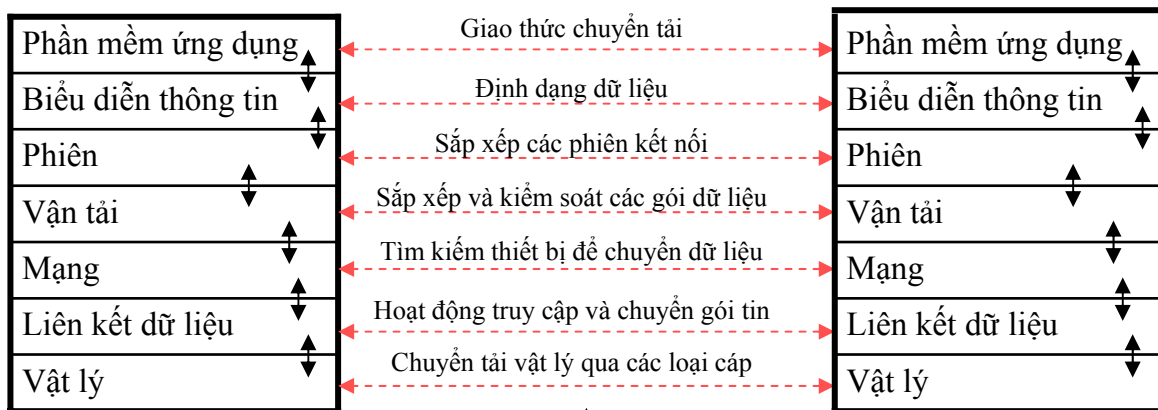 Phần mềm ứng dụng
Giao thức chuyển tải
Phần mềm ứng dụng
Biểu diễn thông tin
Định dạng dữ liệu
Biểu diễn thông tin
Phiên
Sắp xếp các phiên kết nối
Phiên
Vận tải
Sắp xếp và kiểm soát các gói dữ liệu
Vận tải
Mạng
Tìm kiếm thiết bị để chuyển dữ liệu
Mạng
Liên kết dữ liệu
Hoạt động truy cập và chuyển gói tin
Liên kết dữ liệu
Vật lý
Chuyển tải vật lý qua các loại cáp
Vật lý